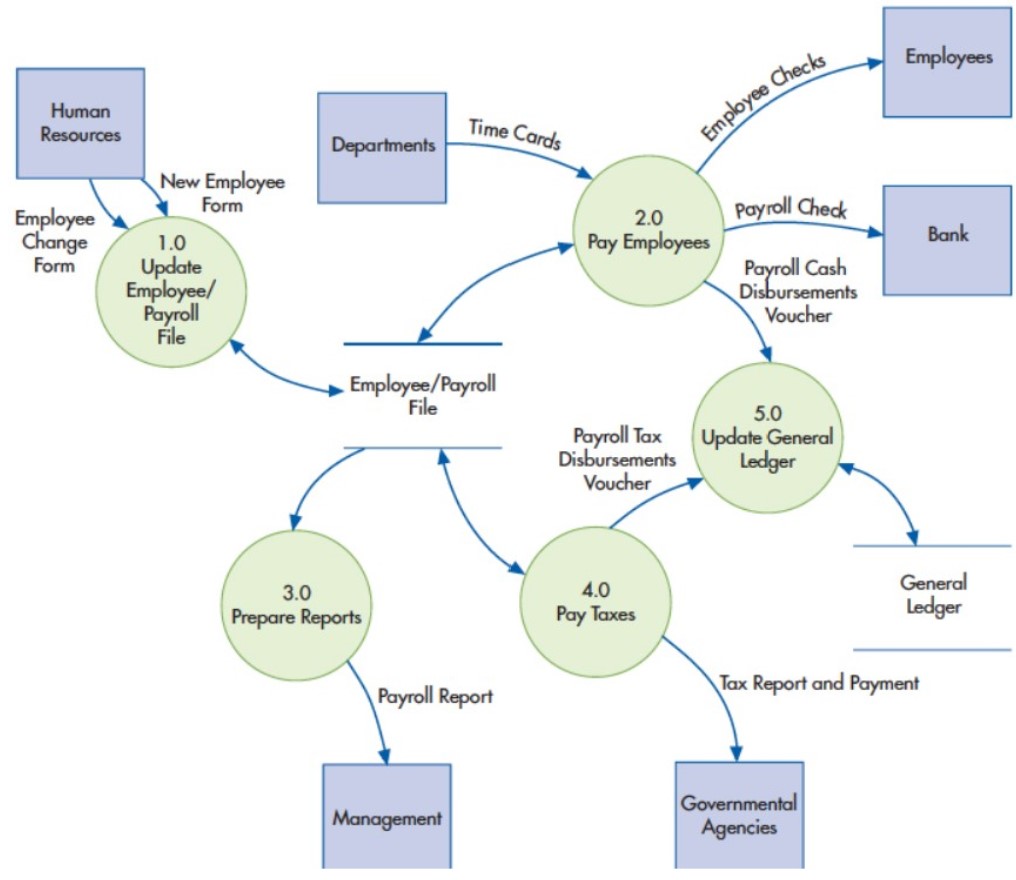 Human
Resources
Departments
Time Cards
Employee Checks
Employees
New Employee
Form
Employee
Change
Form
1.0
Update
Employee/
Payroll
File
2.0
Pay Employees
Payroll Check
Bank
Payroll Cash
Disbursements
Voucher
Employee/Payroll
File
Payroll Tax
Disbursements
Voucher
5.0
Update General
Ledger
3.0
Prepare Reports
4.0
Pay Taxes
General
Ledger
Payroll Report
Tax Report and Payment
Management
Governmental
Agencies